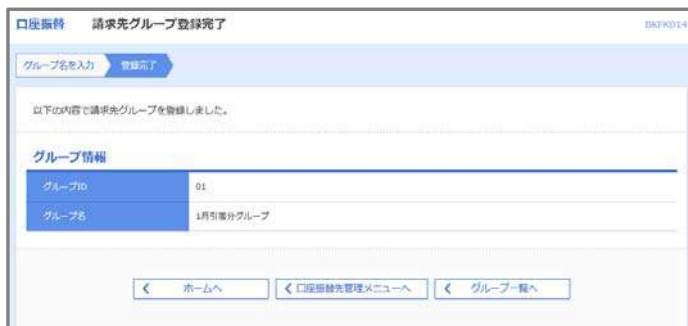 口座振替 請求先グループ登録完了 BKFK014
グループ名を入力 登録完了
以下の内容で請求先グループを登録しました。
グループ情報
グループID 01
グループ名 1月引落分グループ
ホームへ 口座振替先管理メニューへ グループ一覧へ